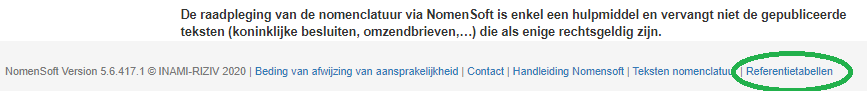 De raadpleging van de nomenclatuur via NomenSoft is enkel een hulpmiddel en vervangt niet de gepubliceerde
teksten (koninklijke besluiten, omzendbrieven,…) die als enige rechtsgeldig zijn.
NomenSoft Version 5.6.417.1 © INAMI-RIZIV 2020 | Beding van afwijzing van aansprakelijkheid | Contact | Handleiding Nomensoft | Teksten nomenclatuur | Referentietabellen